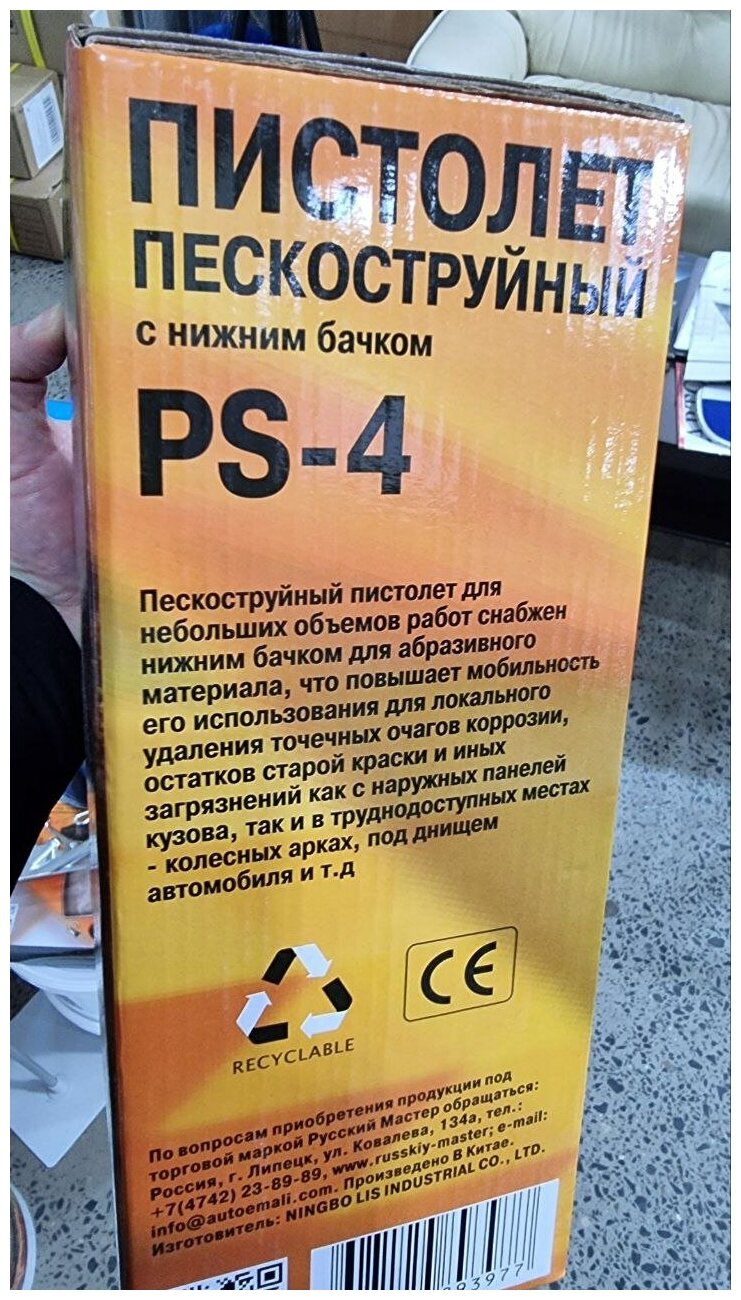 ПИСТОЛЕТ
ПЕСКОСТРУЙНЫЙ
с нижним бачком
PS-4
Пескоструйный пистолет для
небольших объемов работ снабжен
нижним бачком для абразивного
материала, что повышает мобильность
его использования для локального
удаления точечных очагов коррозии,
остатков старой краски и иных
загрязнений как с наружных панелей
кузова, так и в труднодоступных местах
- колесных арках, под днищем
автомобиля и т.д
CE
RECYCLABLE
По вопросам приобретения продукции под
торговой маркой Русский Мастер обращаться:
Россия, г. Липецк, ул. Ковалева, 134а, тел.:
+7(4742) 23-89-89, www.russkiy-master; e-mail:
info@autoemali.com. Произведено В Китае.
Изготовитель: NINGBO LIS INDUSTRIAL CO., LTD.
93977